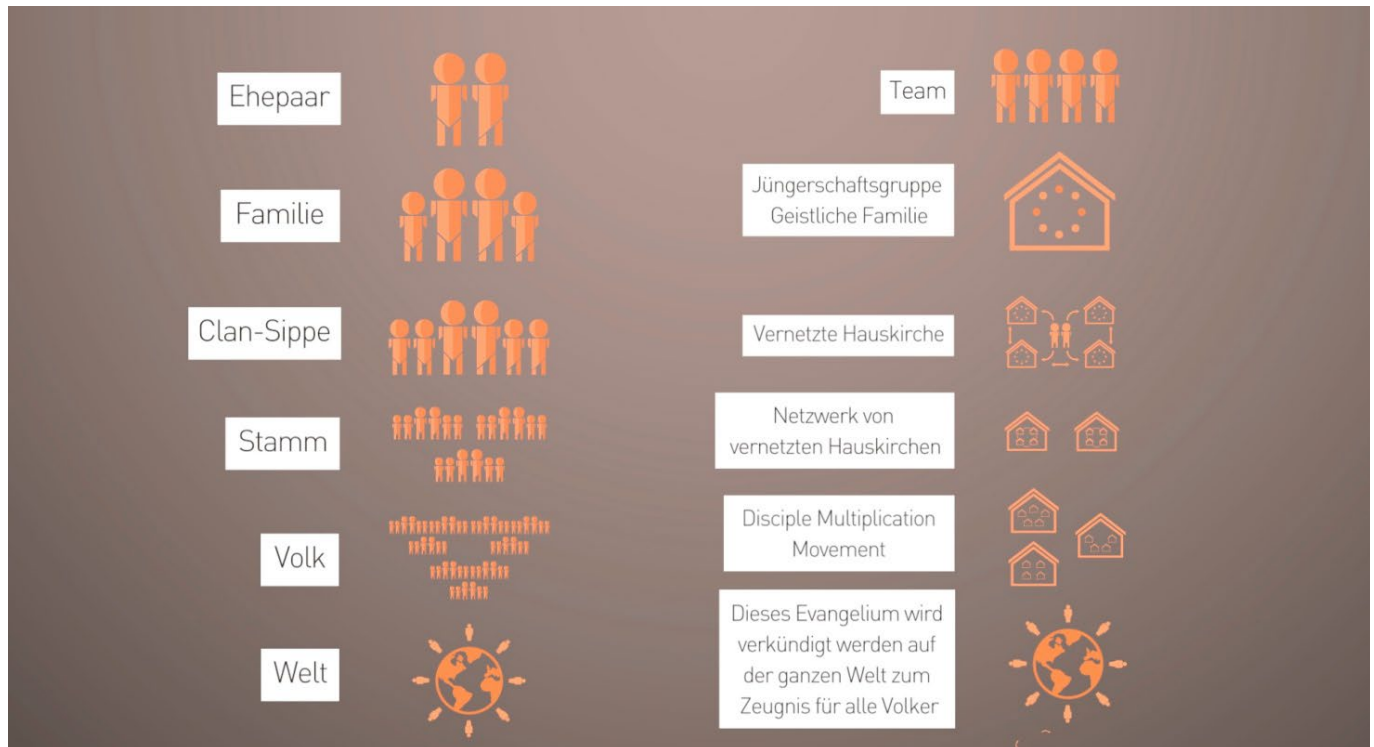 Ehepaar
Familie
Clan-Sippe
Stamm
Volk
Welt
Team
Jüngerschaftsgruppe
Geistliche Familie
Vernetzte Hauskirche
Netzwerk von
vernetzten Hauskirchen
Disciple Multiplication
Movement
Dieses Evangelium wird
verkündigt werden auf
der ganzen Welt zum
Zeugnis für alle Volker